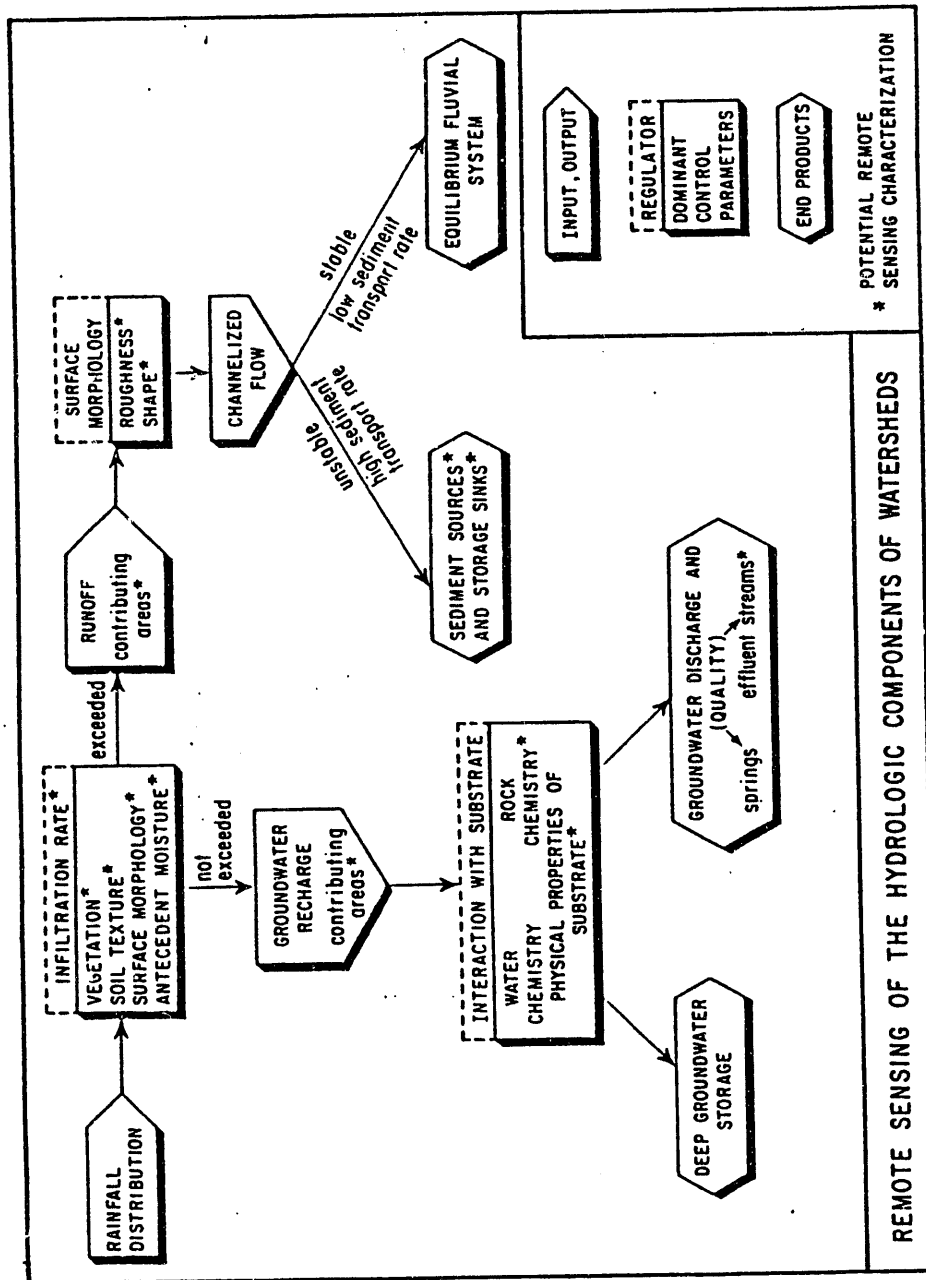 RAINFALL
DISTRIBUTION
INFILTRATION RATE*
VEGETATION*
SOIL TEXTURE*
SURFACE MORPHOLOGY*
ANTECEDENT MOISTURE*
exceeded
RUNOFF
contributing
areas*
SURFACE
MORPHOLOGY
ROUGHNESS*
SHAPE*
not
exceeded
GROUNDWATER
RECHARGE
contributing
areas*
CHANNELIZED
FLOW
unstable
high sediment
transport rate
stable
low sediment
transport rate
INTERACTION WITH SUBSTRATE
WATER ROCK
CHEMISTRY CHEMISTRY*
PHYSICAL PROPERTIES OF
SUBSTRATE*
SEDIMENT SOURCES*
AND STORAGE SINKS*
EQUILIBRIUM FLUVIAL
SYSTEM
DEEP GROUNDWATER
STORAGE
GROUNDWATER DISCHARGE AND
(QUALITY)
springs effluent streams*
INPUT, OUTPUT
REGULATOR
DOMINANT
CONTROL
PARAMETERS
END PRODUCTS
* POTENTIAL REMOTE
SENSING CHARACTERIZATION
REMOTE SENSING OF THE HYDROLOGIC COMPONENTS OF WATERSHEDS